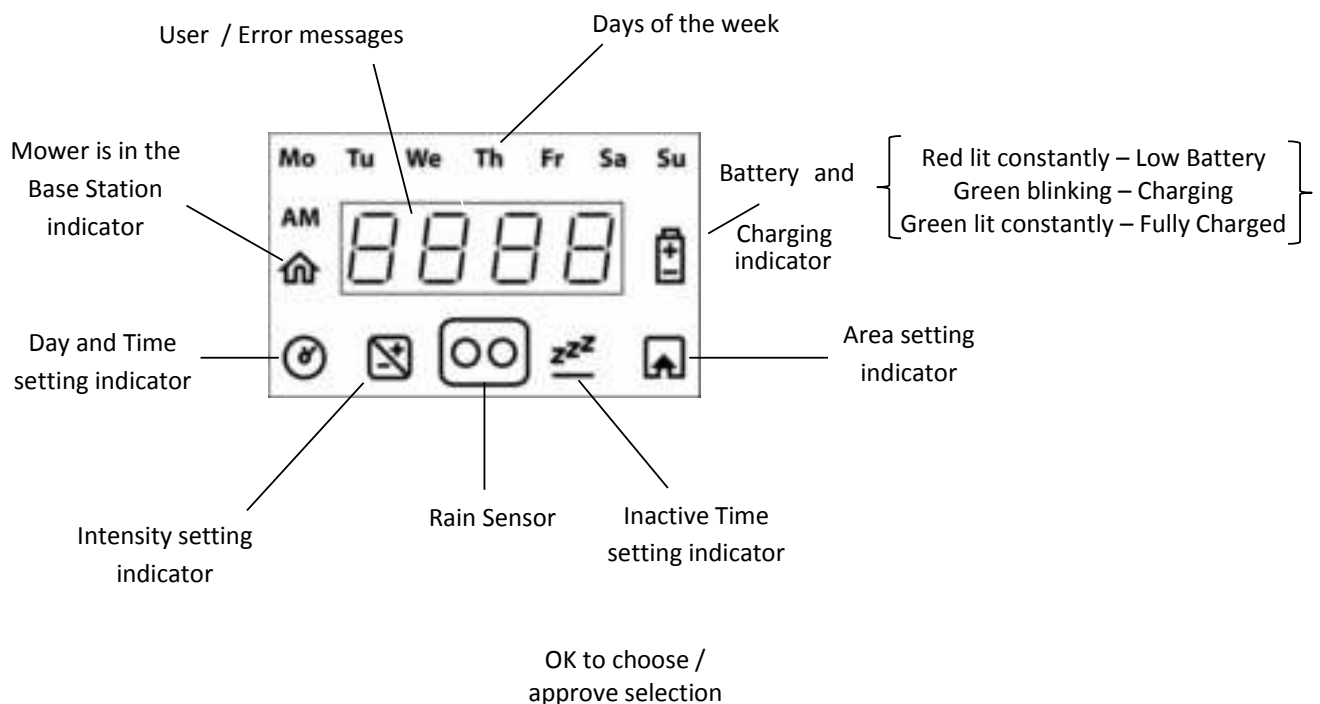 User / Error messages
Days of the week
Mower is in the
Base Station
indicator
Mo Tu We Th Fr Sa Su
AM
8888
zzZ
Battery and
Charging
indicator
Red lit constantly – Low Battery
Green blinking – Charging
Green lit constantly – Fully Charged
Day and Time
setting indicator
Area setting
indicator
Intensity setting
indicator
Rain Sensor
Inactive Time
setting indicator
OK to choose /
approve selection